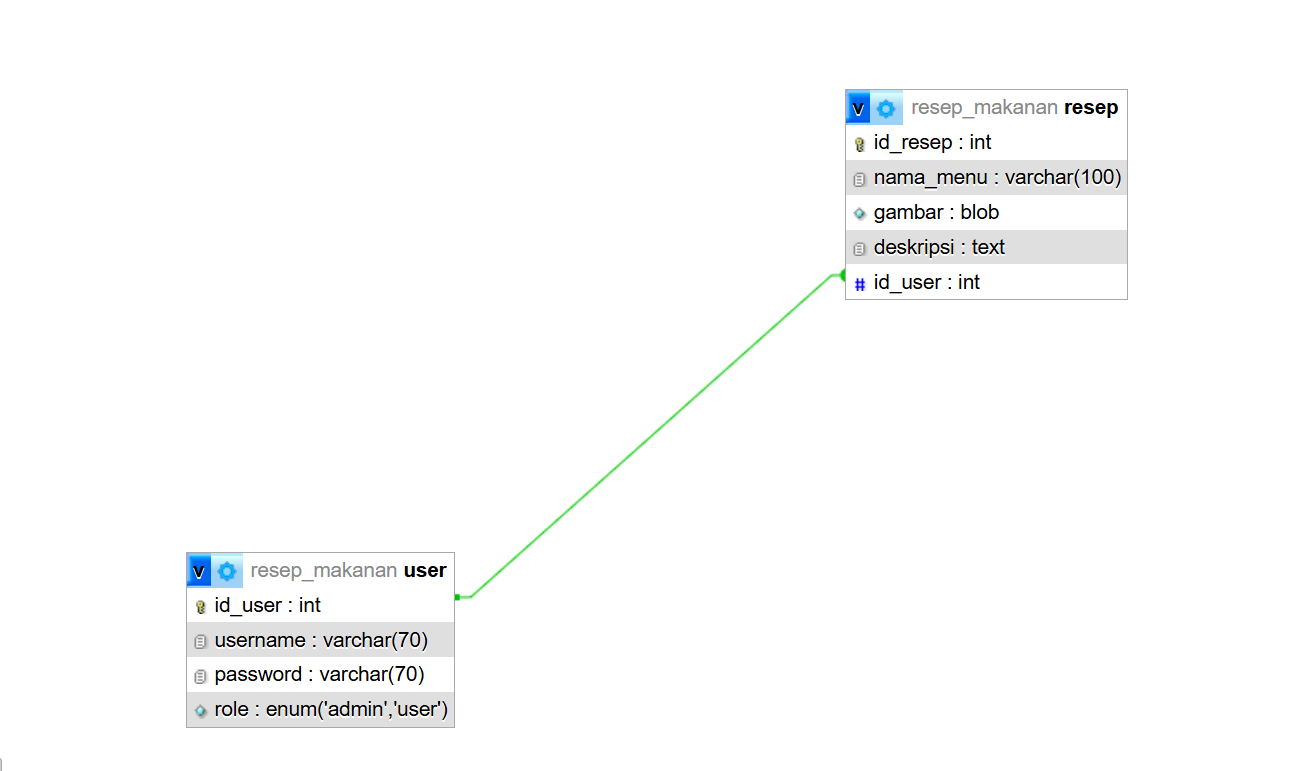 v resep_makanan resep
id_resep : int
nama_menu : varchar(100)
gambar : blob
deskripsi : text
# id_user : int
v resep_makanan user
id_user : int
username : varchar(70)
password : varchar(70)
role : enum('admin','user')